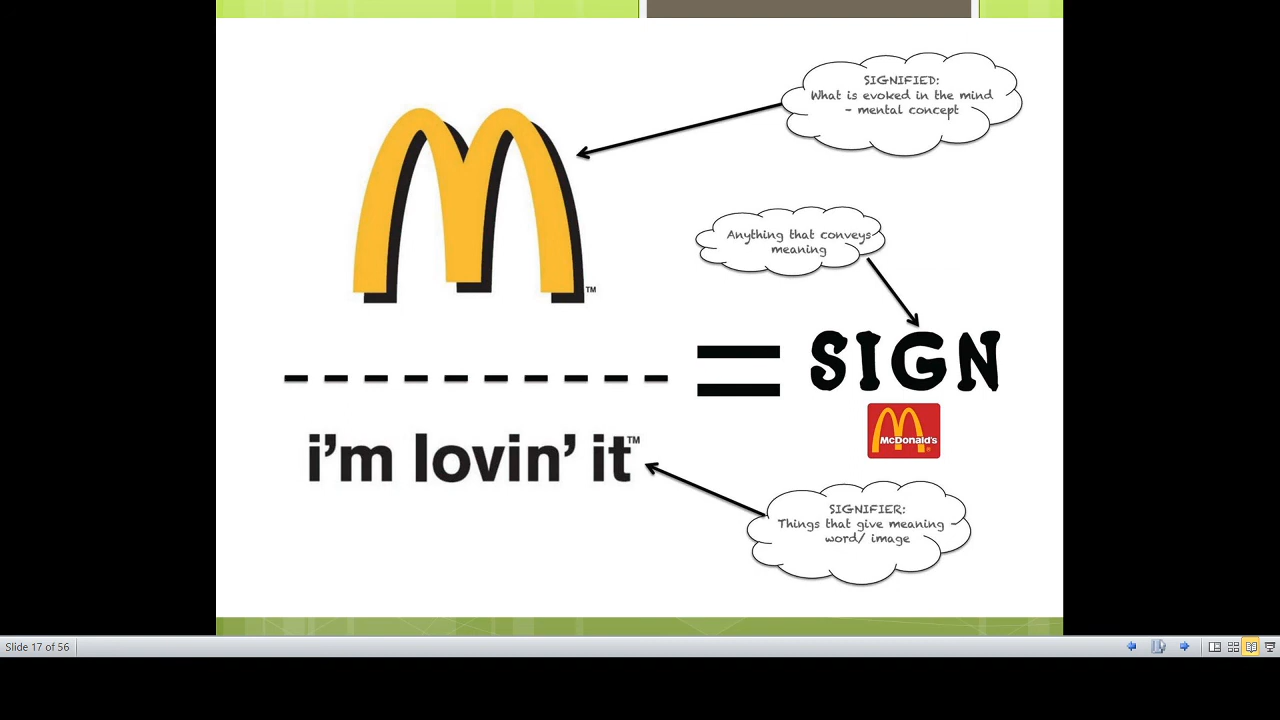 SIGNIFIED:
What is evoked in the mind
- mental concept
TM
Anything that conveys
meaning
SIGN
McDonald's
®
i'm lovin' it™
SIGNIFIER:
Things that give meaning
word/ image
Slide 17 of 56